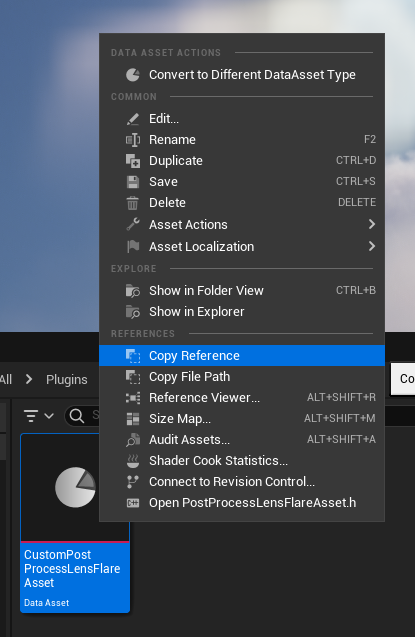 DATA ASSET ACTIONS
Convert to Different DataAsset Type
COMMON
Edit...
Rename F2
Duplicate CTRL+D
Save CTRL+S
Delete DELETE
Asset Actions
Asset Localization
EXPLORE
Show in Folder View CTRL+B
Show in Explorer
REFERENCES
Copy Reference
Copy File Path
Reference Viewer... ALT+SHIFT+R
Size Map... ALT+SHIFT+M
Audit Assets... ALT+SHIFT+A
Shader Cook Statistics...
Connect to Revision Control...
Open PostProcessLensFlareAsset.h
All Plugins Co
S
CustomPost
ProcessLensFlare
Asset
Data Asset